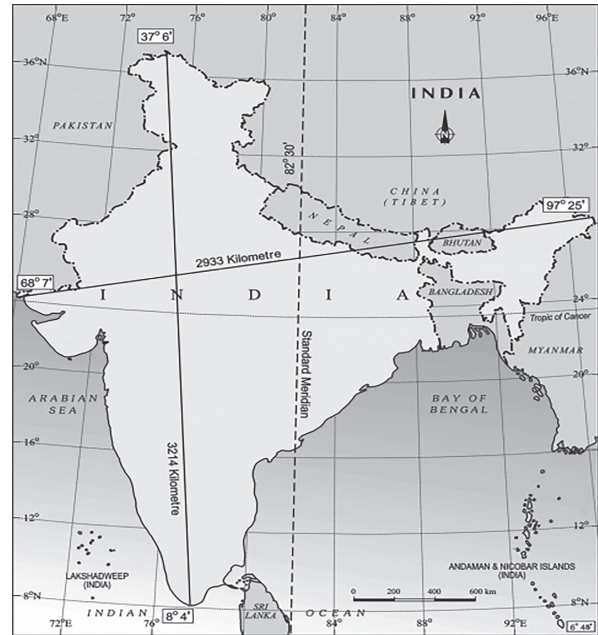 68°E
72°
76°
80°
84°
88°
92°
96°E
37° 6'
36°N
36°N
INDIA
N
PAKISTAN
32°
32°
82° 30'
CHINA
(TIBET)
28°
NEPAL
97° 25'
BHUTAN
2933 Kilometre
68° 7'
INDIA
BANGLADESH
24°
Tropic of Cancer
Standard Meridian
MYANMAR
20°
20°
ARABIAN
SEA
BAY OF
BENGAL
16°
3214 Kilometre
16°
12°
12°
LAKSHADWEEP
(INDIA)
ANDAMAN & NICOBAR ISLANDS
(INDIA)
0 200 400 600 km
8°N
8°N
INDIAN OCEAN
8° 4'
SRI
LANKA
6° 45'
72°E
76°
80°
84°
88°
92°E